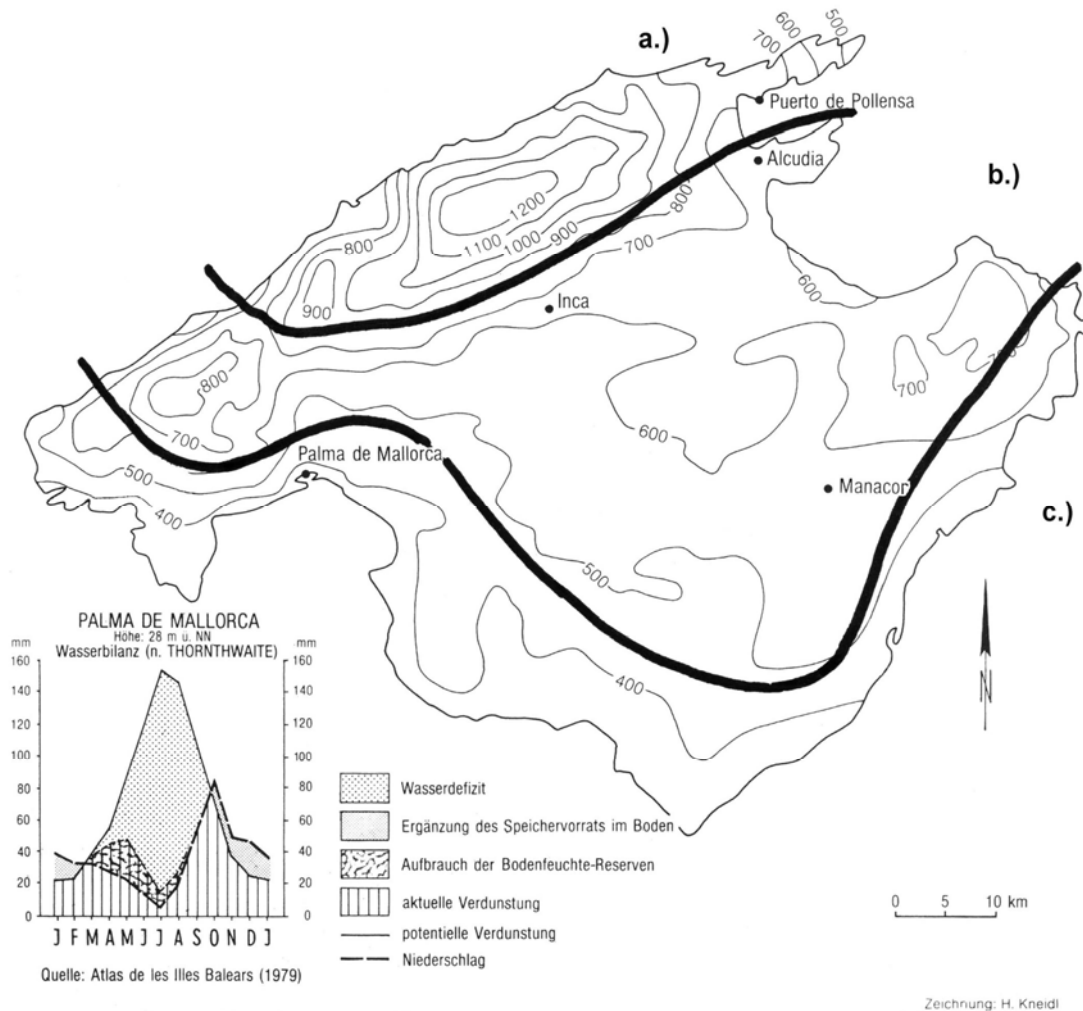 500
600
700
a.)
Puerto de Pollensa
Alcudia
b.)
800
1200
1100
1000
900
800
700
800
900
Inca
600
700
800
700
600
Palma de Mallorca
500
400
Manacor
c.)
500
400
N
PALMA DE MALLORCA
Höhe: 28 m ü. NN
mm Wasserbilanz (n. THORNTHWAITE) mm
160 160
140 140
120 120
100 100
80 80
60 60
40 40
20 20
0 0
J F M A M J J A S O N D J
Quelle: Atlas de les Illes Balears (1979)
Wasserdefizit
Ergänzung des Speichervorrats im Boden
Aufbrauch der Bodenfeuchte-Reserven
aktuelle Verdunstung
potentielle Verdunstung
Niederschlag
0 5 10 km
Zeichnung: H. Kneidl